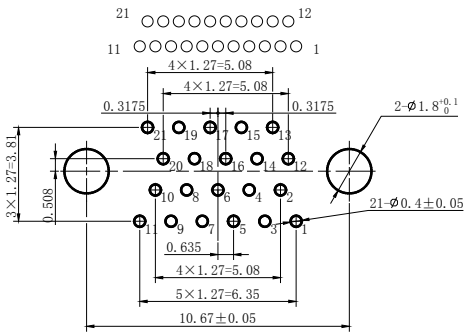 21 12
11 1
4×1.27=5.08
4×1.27=5.08
0.3175 0.3175
2-Ø1.8+0.1 0
21 19 17 15 13
3×1.27=3.81
20 18 16 14 12
0.508
10 8 6 4 2
21-Ø0.4±0.05
11 9 7 5 3 1
0.635
4×1.27=5.08
5×1.27=6.35
10.67±0.05